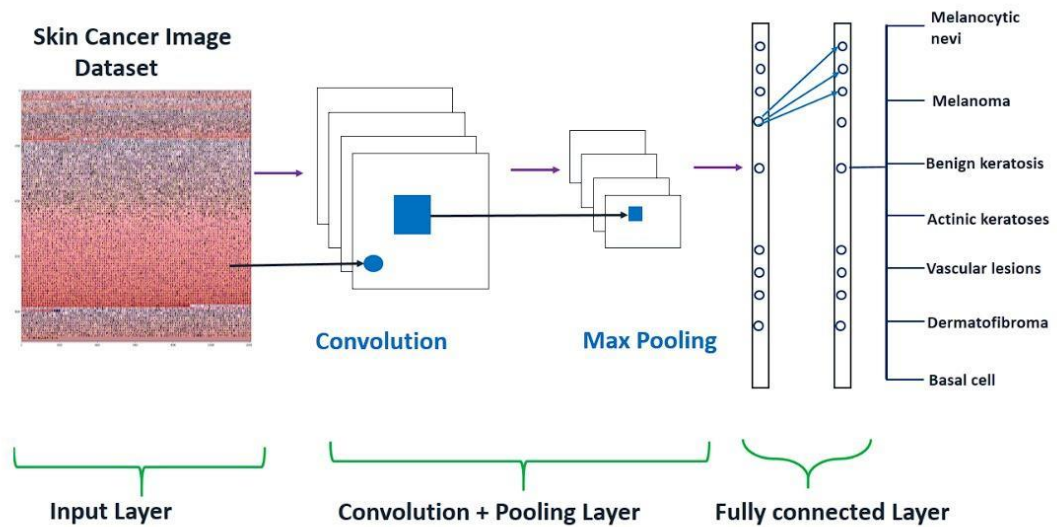 Skin Cancer Image
Dataset
Convolution
Max Pooling
Melanocytic
nevi
Melanoma
Benign keratosis
Actinic keratoses
Vascular lesions
Dermatofibroma
Basal cell
Input Layer
Convolution + Pooling Layer
Fully connected Layer